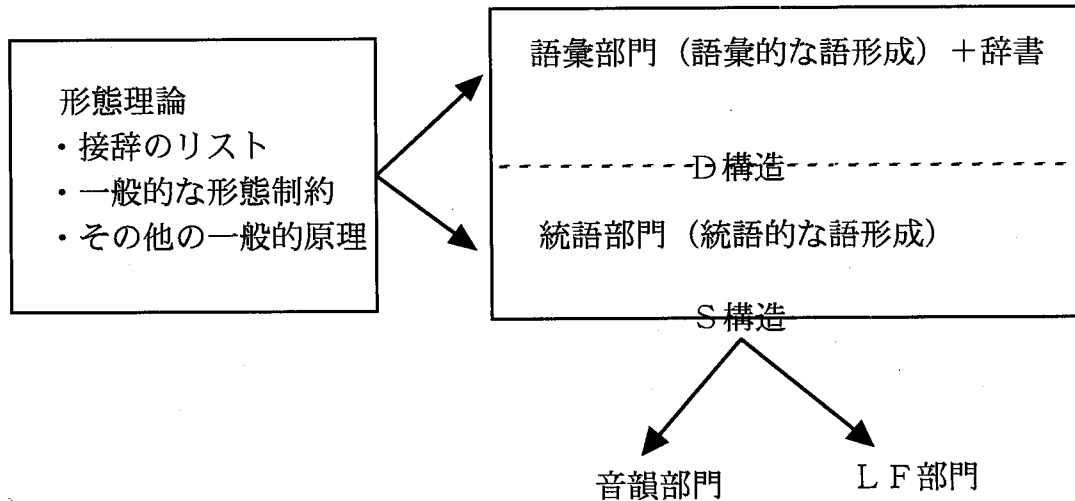 形態理論
・接辞のリスト
・一般的な形態制約
・その他の一般的原理
語彙部門（語彙的な語形成）＋辞書
Ｄ構造
統語部門（統語的な語形成）
Ｓ構造
音韻部門
ＬＦ部門